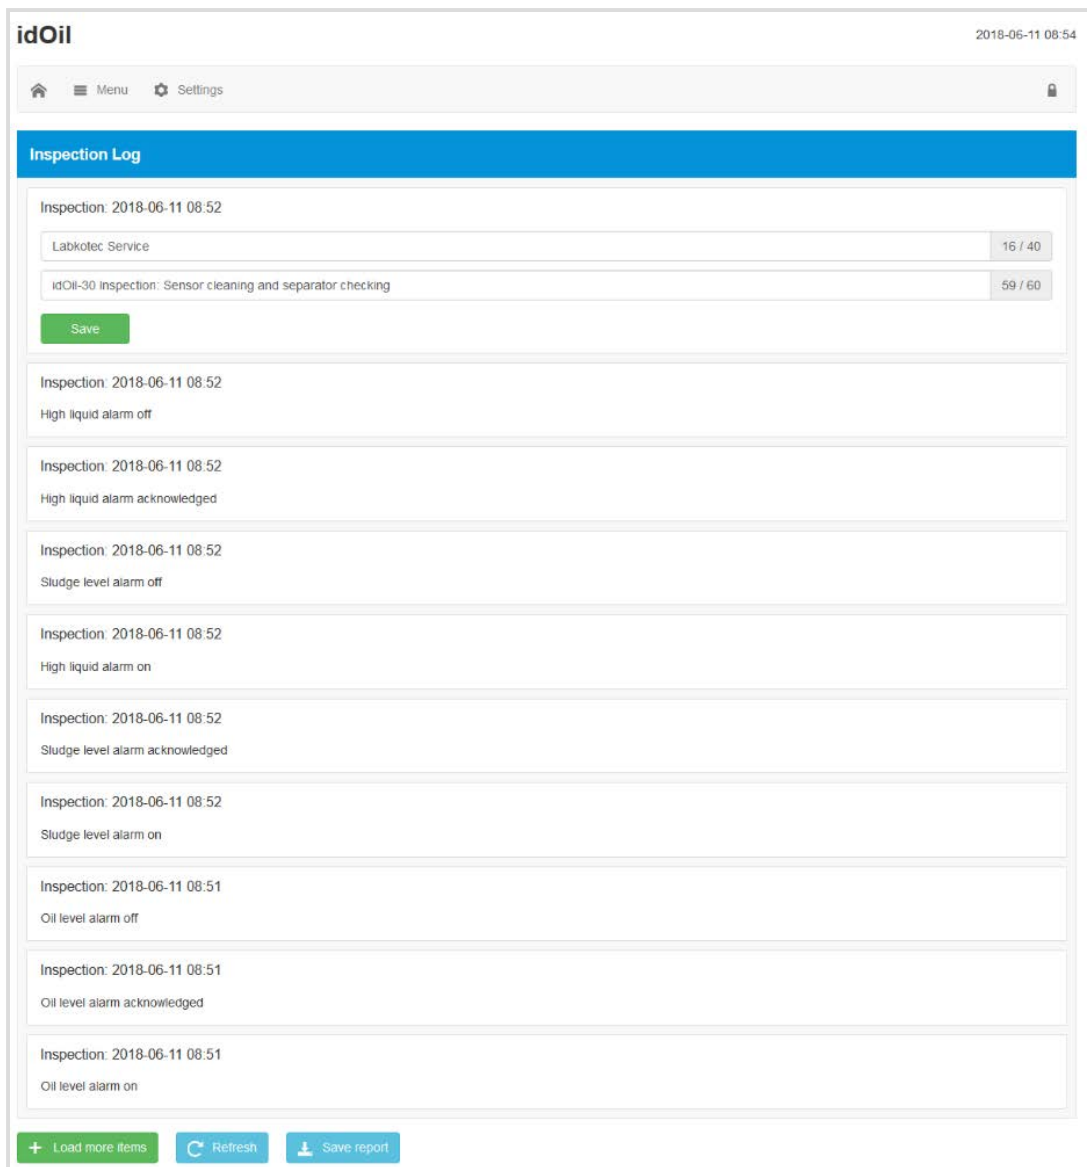 idOil
2018-06-11 08:54
Menu Settings
Inspection Log
Inspection: 2018-06-11 08:52
Labkotec Service 16 / 40
idOil-30 Inspection: Sensor cleaning and separator checking 59 / 60
Save
Inspection: 2018-06-11 08:52
High liquid alarm off
Inspection: 2018-06-11 08:52
High liquid alarm acknowledged
Inspection: 2018-06-11 08:52
Sludge level alarm off
Inspection: 2018-06-11 08:52
High liquid alarm on
Inspection: 2018-06-11 08:52
Sludge level alarm acknowledged
Inspection: 2018-06-11 08:52
Sludge level alarm on
Inspection: 2018-06-11 08:51
Oil level alarm off
Inspection: 2018-06-11 08:51
Oil level alarm acknowledged
Inspection: 2018-06-11 08:51
Oil level alarm on
Load more items Refresh Save report